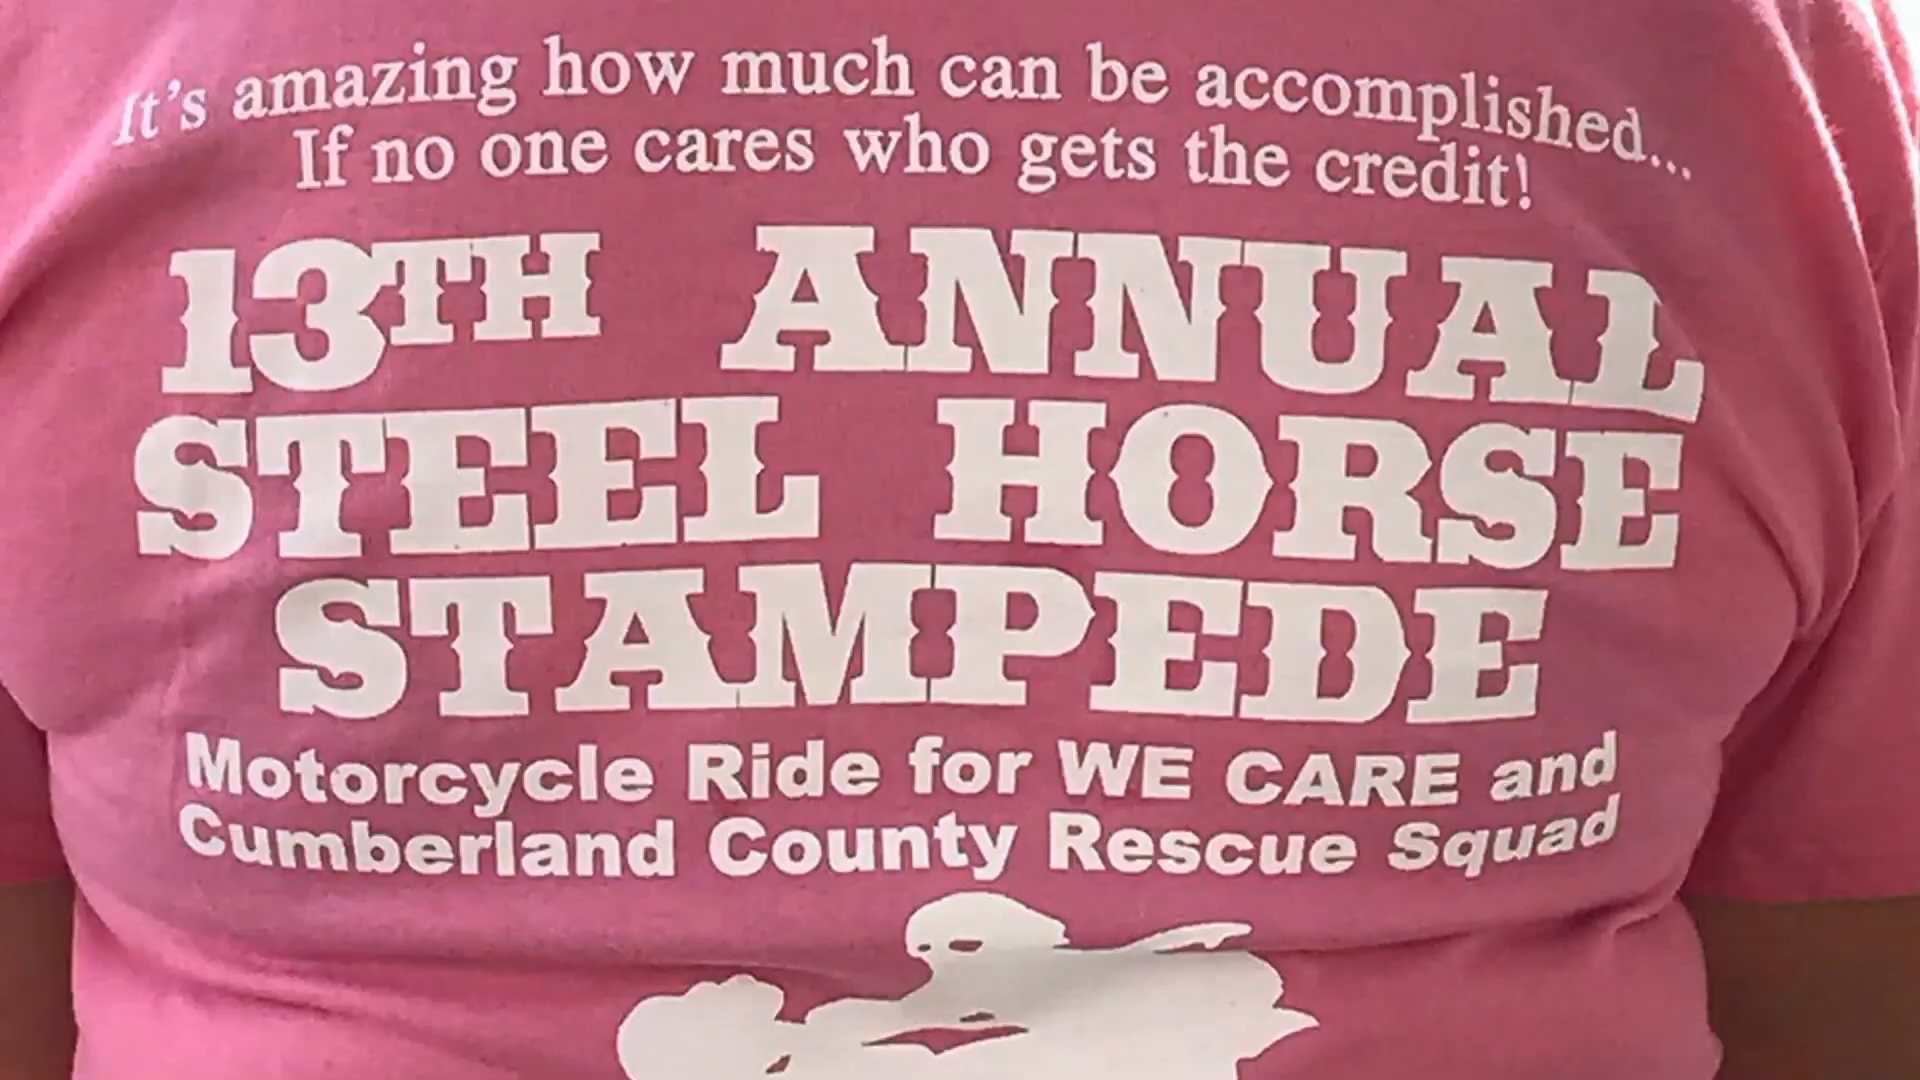 It's amazing how much can be accomplished...
If no one cares who gets the credit!
13TH ANNUAL
STEEL HORSE
STAMPEDE
Motorcycle Ride for WE CARE and
Cumberland County Rescue Squad